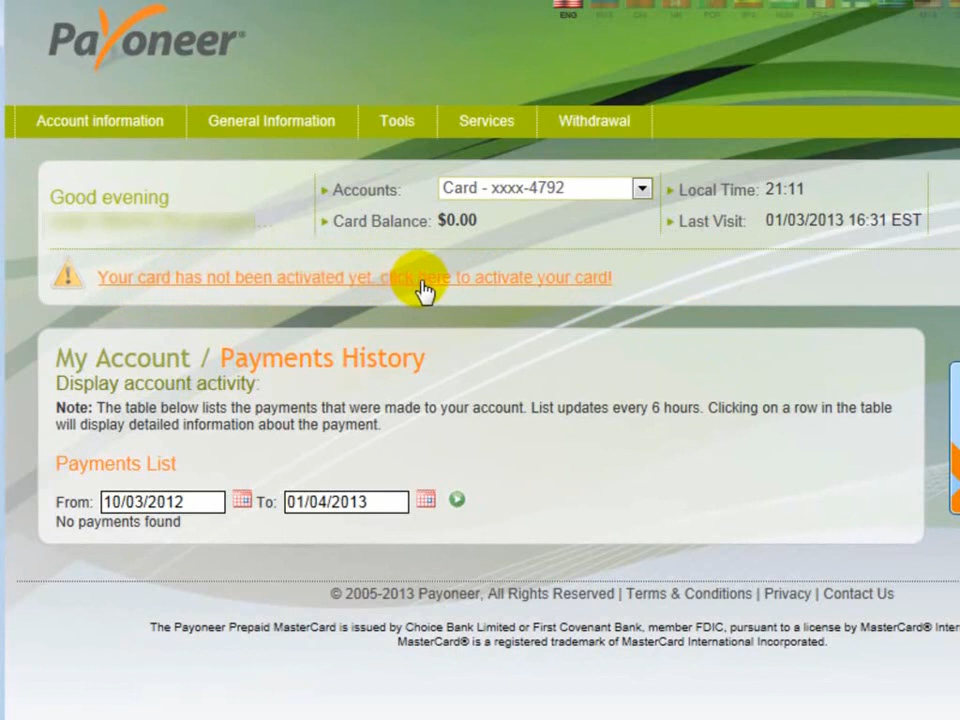 Payoneer®
ENG
Account information
General Information
Tools
Services
Withdrawal
Good evening
Accounts:
Card - xxxx-4792
Local Time: 21:11
Card Balance: $0.00
Last Visit: 01/03/2013 16:31 EST
Your card has not been activated yet, click here to activate your card!
My Account / Payments History
Display account activity:
Note: The table below lists the payments that were made to your account. List updates every 6 hours. Clicking on a row in the table
will display detailed information about the payment.
Payments List
From: 10/03/2012 To: 01/04/2013
No payments found
© 2005-2013 Payoneer, All Rights Reserved | Terms & Conditions | Privacy | Contact Us
The Payoneer Prepaid MasterCard is issued by Choice Bank Limited or First Covenant Bank, member FDIC, pursuant to a license by MasterCard® Inter
MasterCard® is a registered trademark of MasterCard International Incorporated.